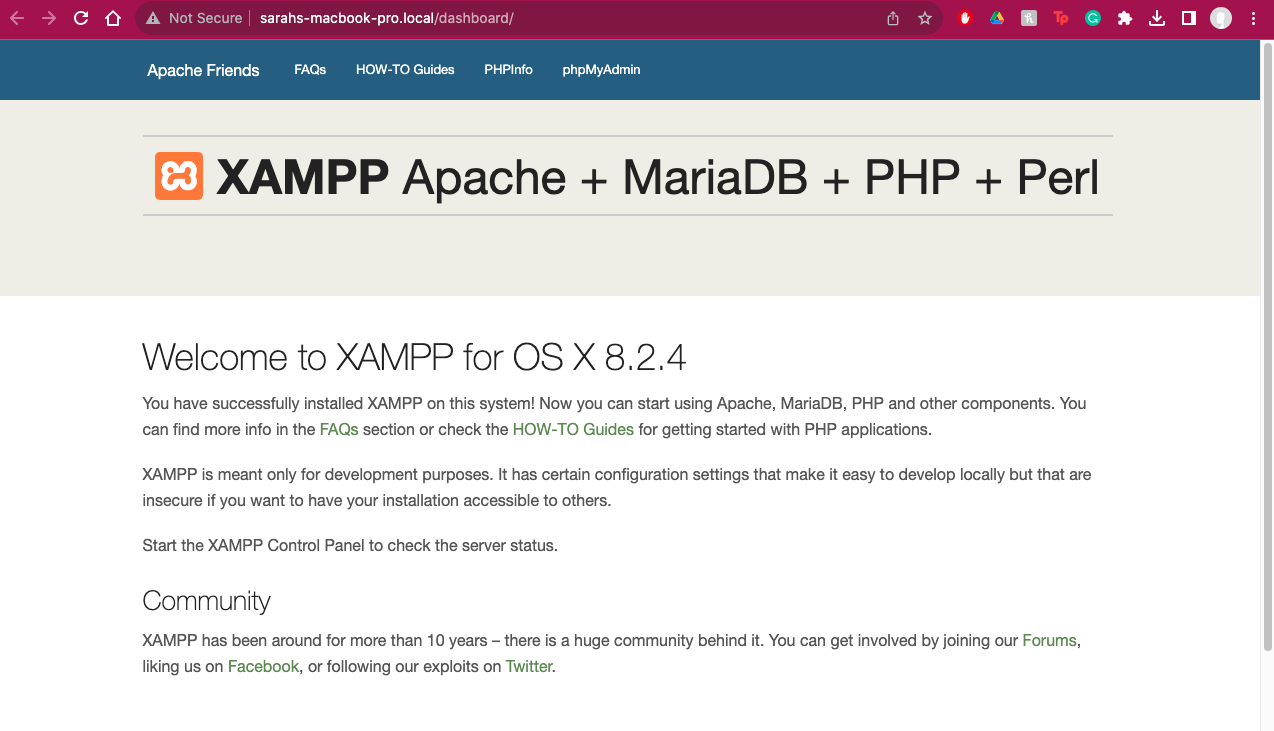 Not Secure sarahs-macbook-pro.local/dashboard/
Apache Friends FAQs HOW-TO Guides PHPInfo phpMyAdmin
XAMPP Apache + MariaDB + PHP + Perl
Welcome to XAMPP for OS X 8.2.4
You have successfully installed XAMPP on this system! Now you can start using Apache, MariaDB, PHP and other components. You
can find more info in the FAQs section or check the HOW-TO Guides for getting started with PHP applications.
XAMPP is meant only for development purposes. It has certain configuration settings that make it easy to develop locally but that are
insecure if you want to have your installation accessible to others.
Start the XAMPP Control Panel to check the server status.
Community
XAMPP has been around for more than 10 years – there is a huge community behind it. You can get involved by joining our Forums,
liking us on Facebook, or following our exploits on Twitter.